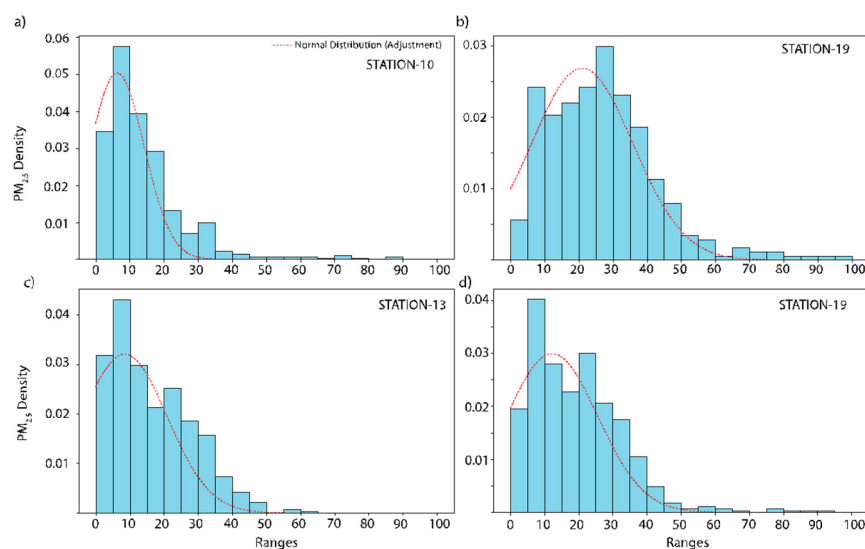 a)
Normal Distribution (Adjustment)
STATION-10
PM2.5 Density
0.06
0.05
0.04
0.03
0.02
0.01
0 10 20 30 40 50 60 70 80 90 100
b)
STATION-19
0.03
0.02
0.01
0 10 20 30 40 50 60 70 80 90 100
c)
STATION-13
PM2.5 Density
0.04
0.03
0.02
0.01
0 10 20 30 40 50 60 70 80 90 100
Ranges
d)
STATION-19
0.04
0.03
0.02
0.01
0 10 20 30 40 50 60 70 80 90 100
Ranges